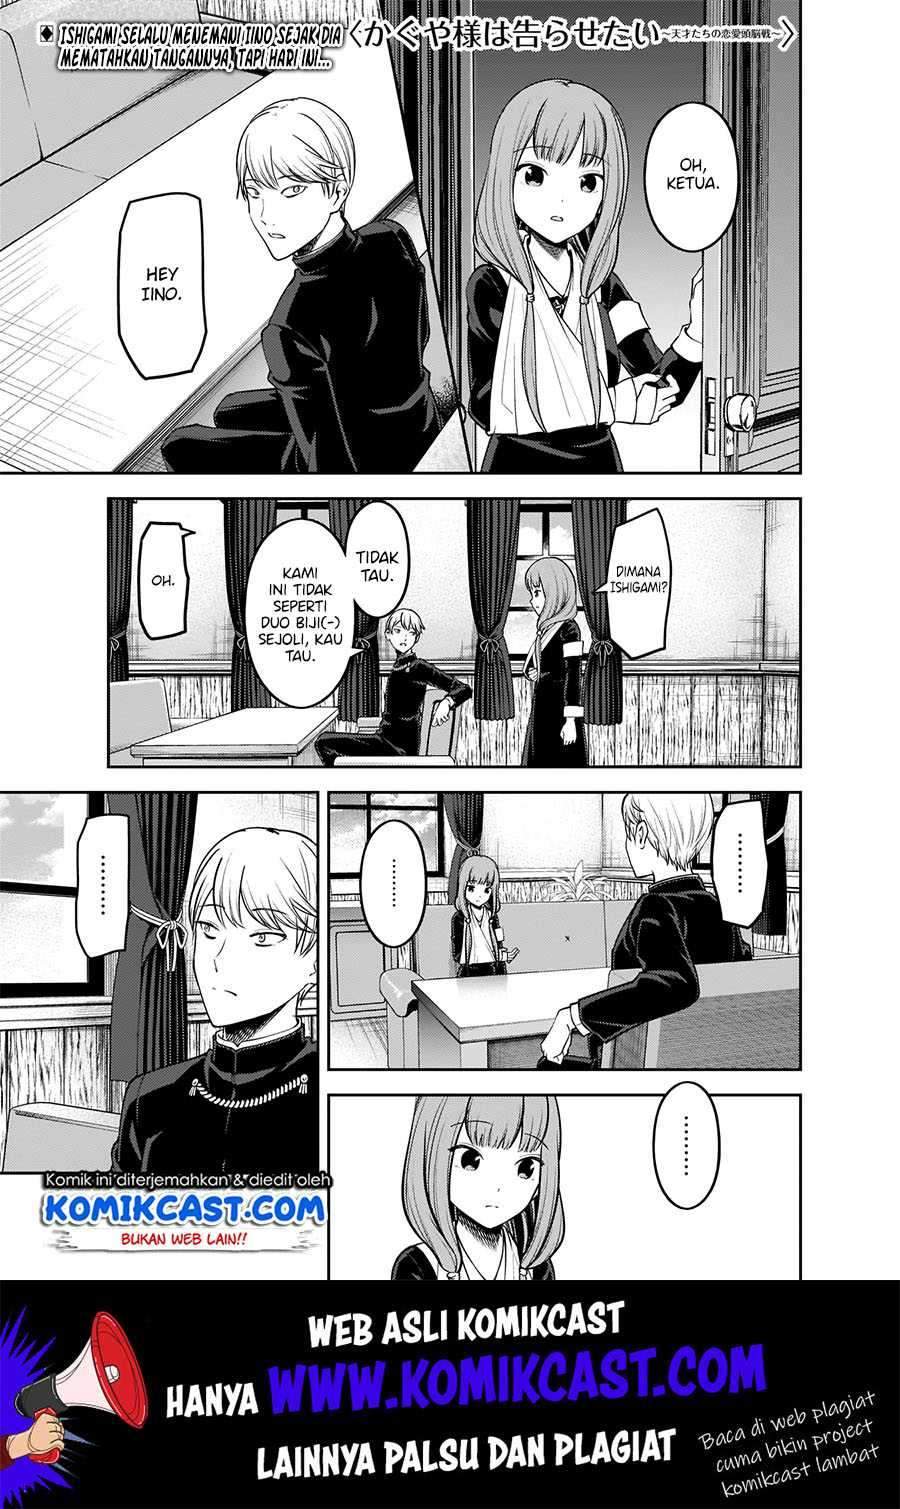 ISHIGAMI SELALU MENEMANI IINO SEJAK DIA
MEMATAHKAN TANGANNYA, TAPI HARI INI...
〈かぐや様は告らせたい～天才たちの恋愛頭脳戦～〉
OH,
KETUA.
HEY
IINO.
DIMANA
ISHIGAMI?
TIDAK
TAU.
KAMI
INI TIDAK
SEPERTI
DUO BIJI(-)
SEJOLI, KAU
TAU.
OH.
........
........
........
Komik ini diterjemahkan & diedit oleh
KOMIKCAST.COM
BUKAN WEB LAIN!!
WEB ASLI KOMIKCAST
HANYA WWW.KOMIKCAST.COM
LAINNYA PALSU DAN PLAGIAT
Baca di web plagiat
cuma bikin project
komikcast lambat